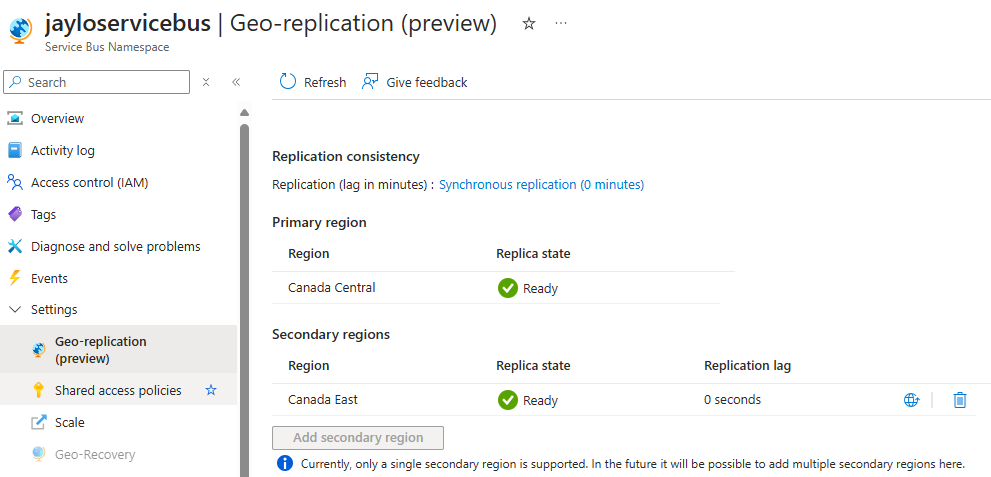 jayloservicebus | Geo-replication (preview)
Service Bus Namespace
Search
Refresh
Give feedback
Overview
Activity log
Access control (IAM)
Tags
Diagnose and solve problems
Events
Settings
Geo-replication
(preview)
Shared access policies
Scale
Geo-Recovery
Replication consistency
Replication (lag in minutes) : Synchronous replication (0 minutes)
Primary region
Region Replica state
Canada Central Ready
Secondary regions
Region Replica state Replication lag
Canada East Ready 0 seconds
Add secondary region
Currently, only a single secondary region is supported. In the future it will be possible to add multiple secondary regions here.